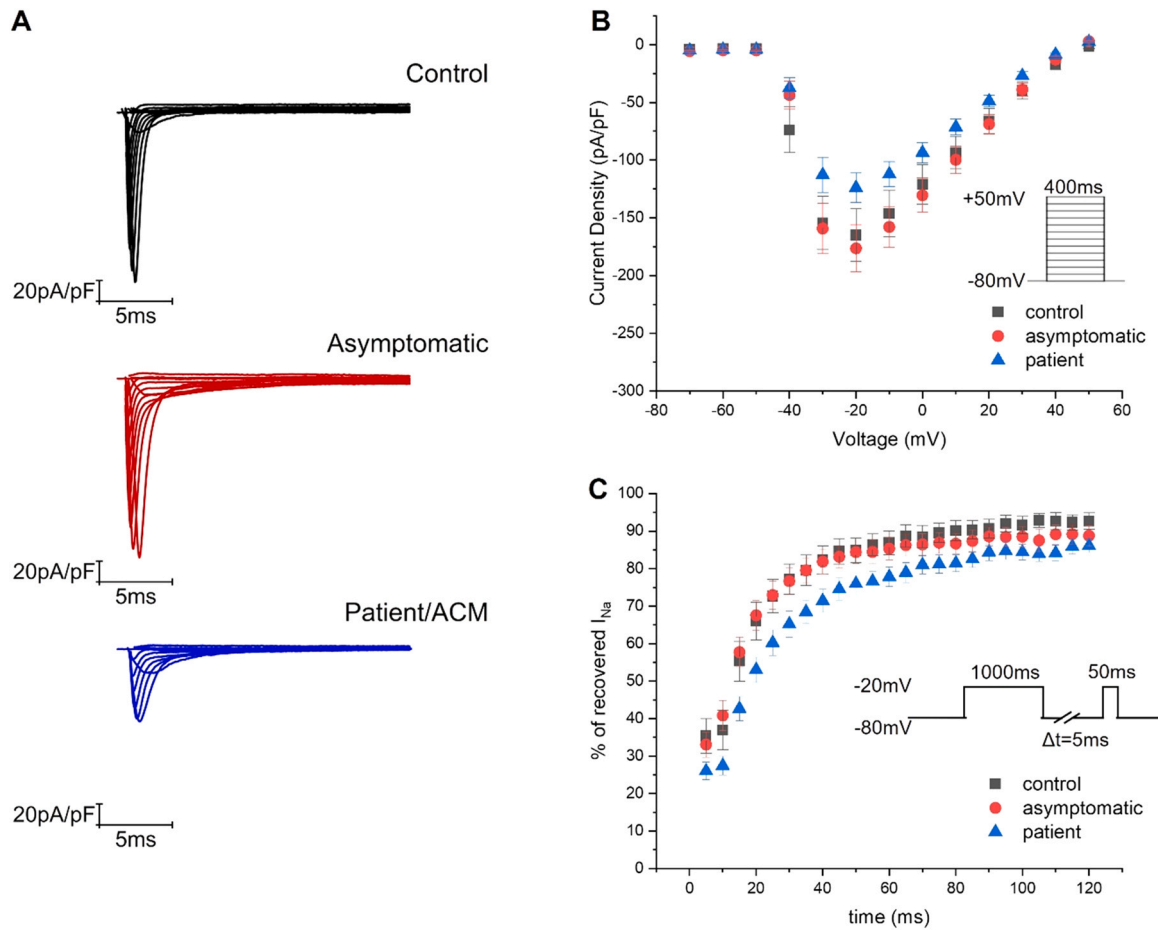 A
Control
20pA/pF
5ms
Asymptomatic
20pA/pF
5ms
Patient/ACM
20pA/pF
5ms
B
0
-50
-100
-150
-200
-250
-300
Current Density (pA/pF)
-80 -60 -40 -20 0 20 40 60
Voltage (mV)
400ms
+50mV
-80mV
control
asymptomatic
patient
C
100
90
80
70
60
50
40
30
20
10
0
% of recovered I_Na
0 20 40 60 80 100 120
time (ms)
1000ms 50ms
-20mV
-80mV
Δt=5ms
control
asymptomatic
patient